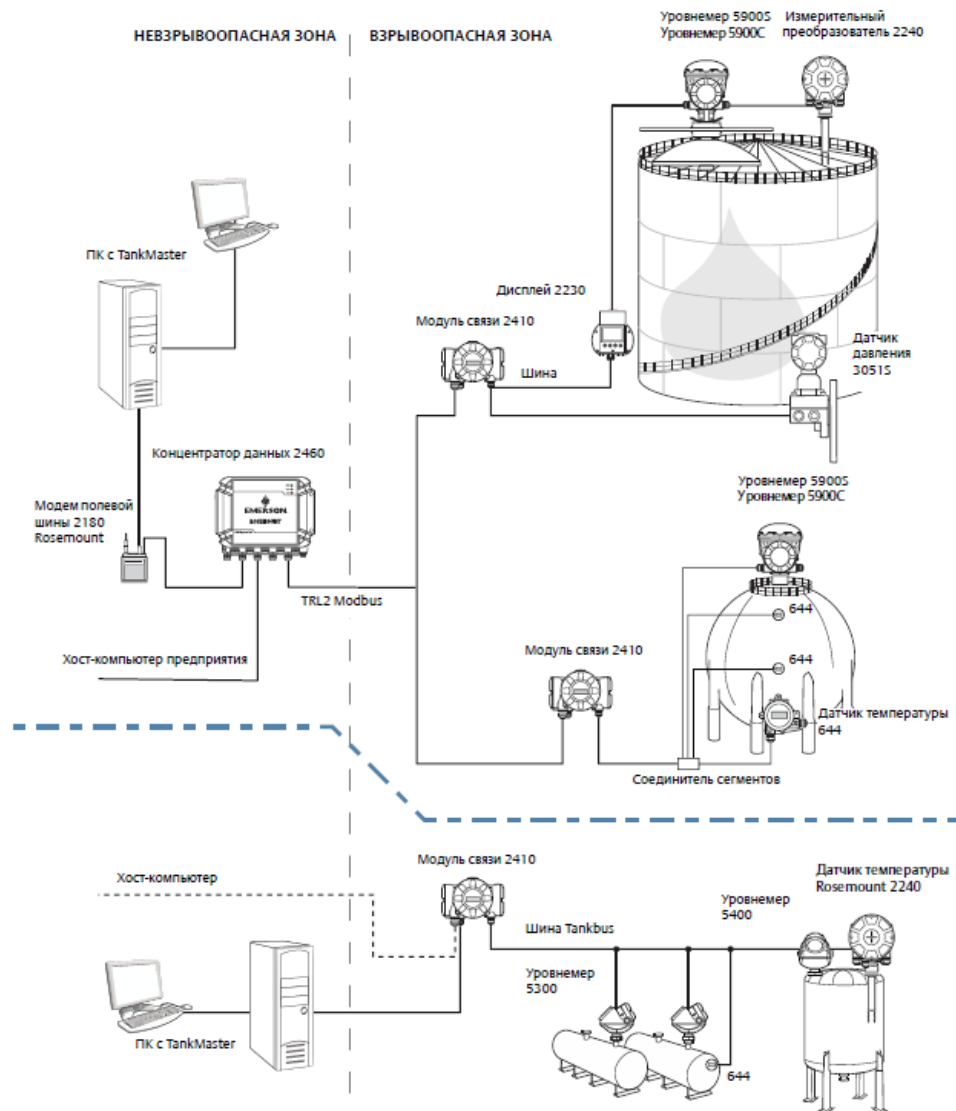 НЕВЗРЫВООПАСНАЯ ЗОНА
ВЗРЫВООПАСНАЯ ЗОНА
Уровнемер 5900S
Уровнемер 5900C
Измерительный
преобразователь 2240
ПК с TankMaster
Дисплей 2230
Модуль связи 2410
Шина
Датчик
давления
3051S
Концентратор данных 2460
EMERSON
Модем полевой
шины 2180
Rosemount
TRL2 Modbus
Хост-компьютер предприятия
Уровнемер 5900S
Уровнемер 5900C
644
644
Модуль связи 2410
Датчик температуры
644
Соединитель сегментов
Модуль связи 2410
Хост-компьютер
Шина Tankbus
Датчик температуры
Rosemount 2240
Уровнемер
5400
Уровнемер
5300
ПК с TankMaster
644